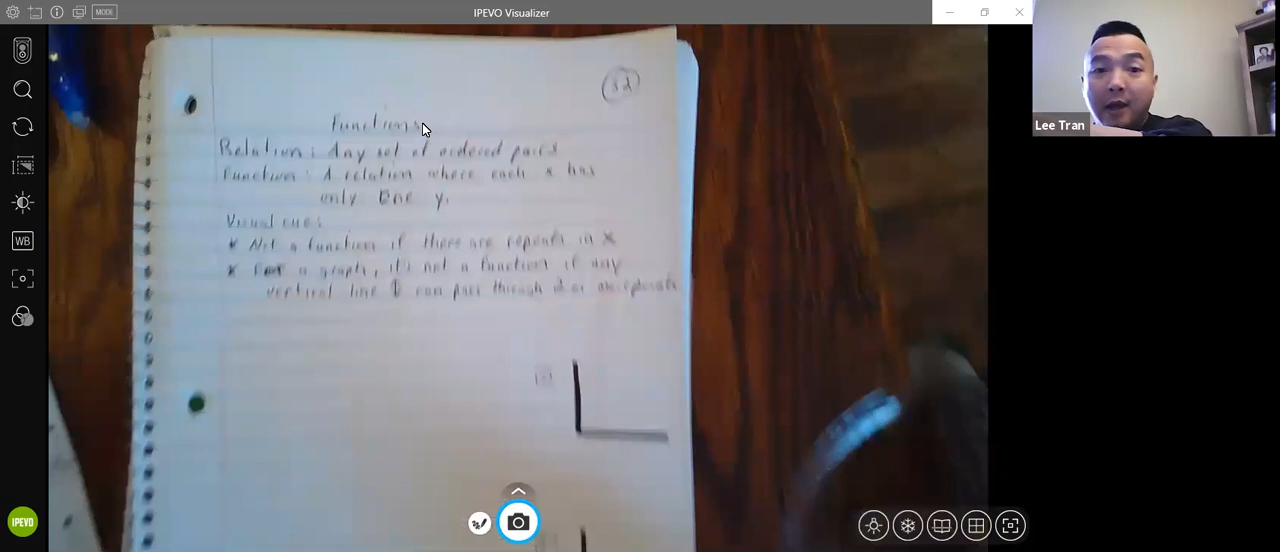 IPEVO Visualizer
MODE
Lee Tran
32
Functions
Relation: Any set of ordered pairs
Function: A relation where each x has
only one y.
Visual cue:
* Not a function if there are repeats in x
* a graph, it's not a function if any
vertical line can pass through
WB
IPEVO